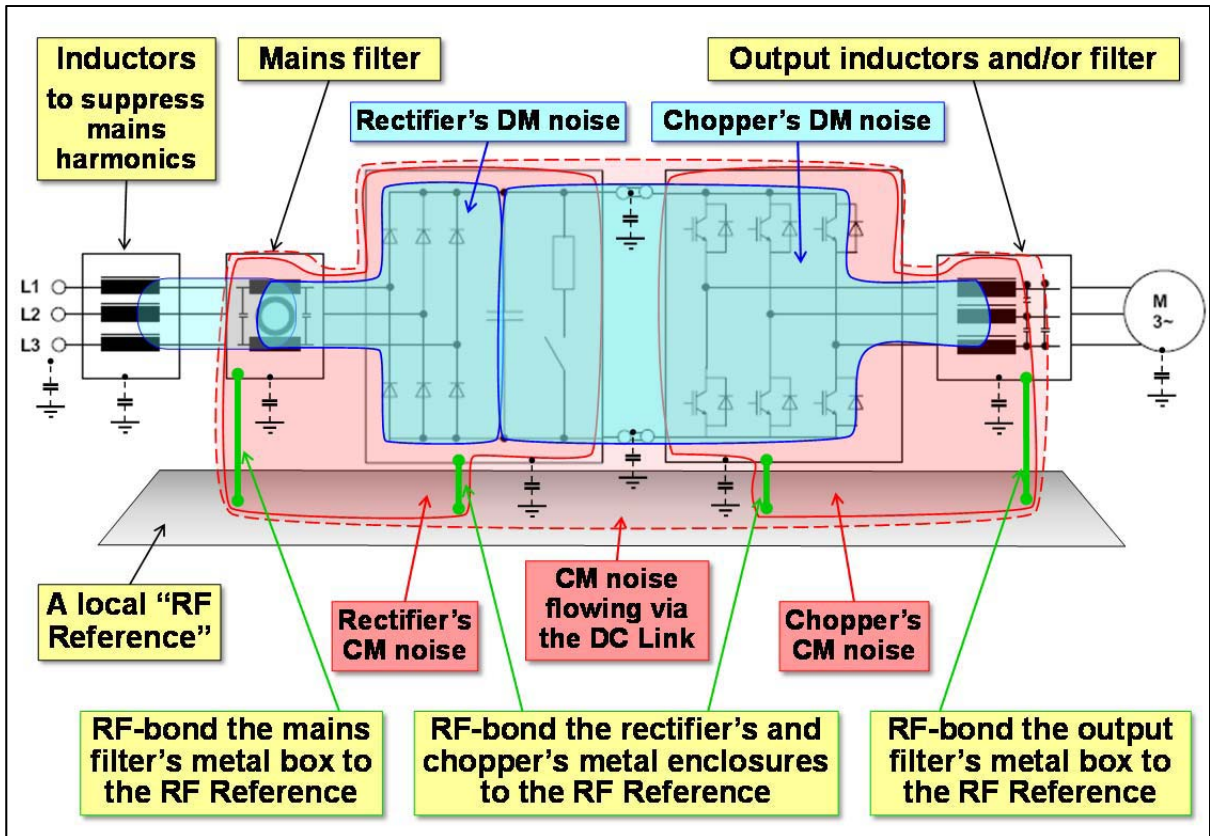 Inductors
to suppress
mains
harmonics
Mains filter
Output inductors and/or filter
Rectifier's DM noise
Chopper's DM noise
L1
L2
L3
M
3~
A local “RF
Reference”
Rectifier's
CM noise
CM noise
flowing via
the DC Link
Chopper's
CM noise
RF-bond the mains
filter's metal box to
the RF Reference
RF-bond the rectifier's and
chopper's metal enclosures
to the RF Reference
RF-bond the output
filter's metal box to
the RF Reference